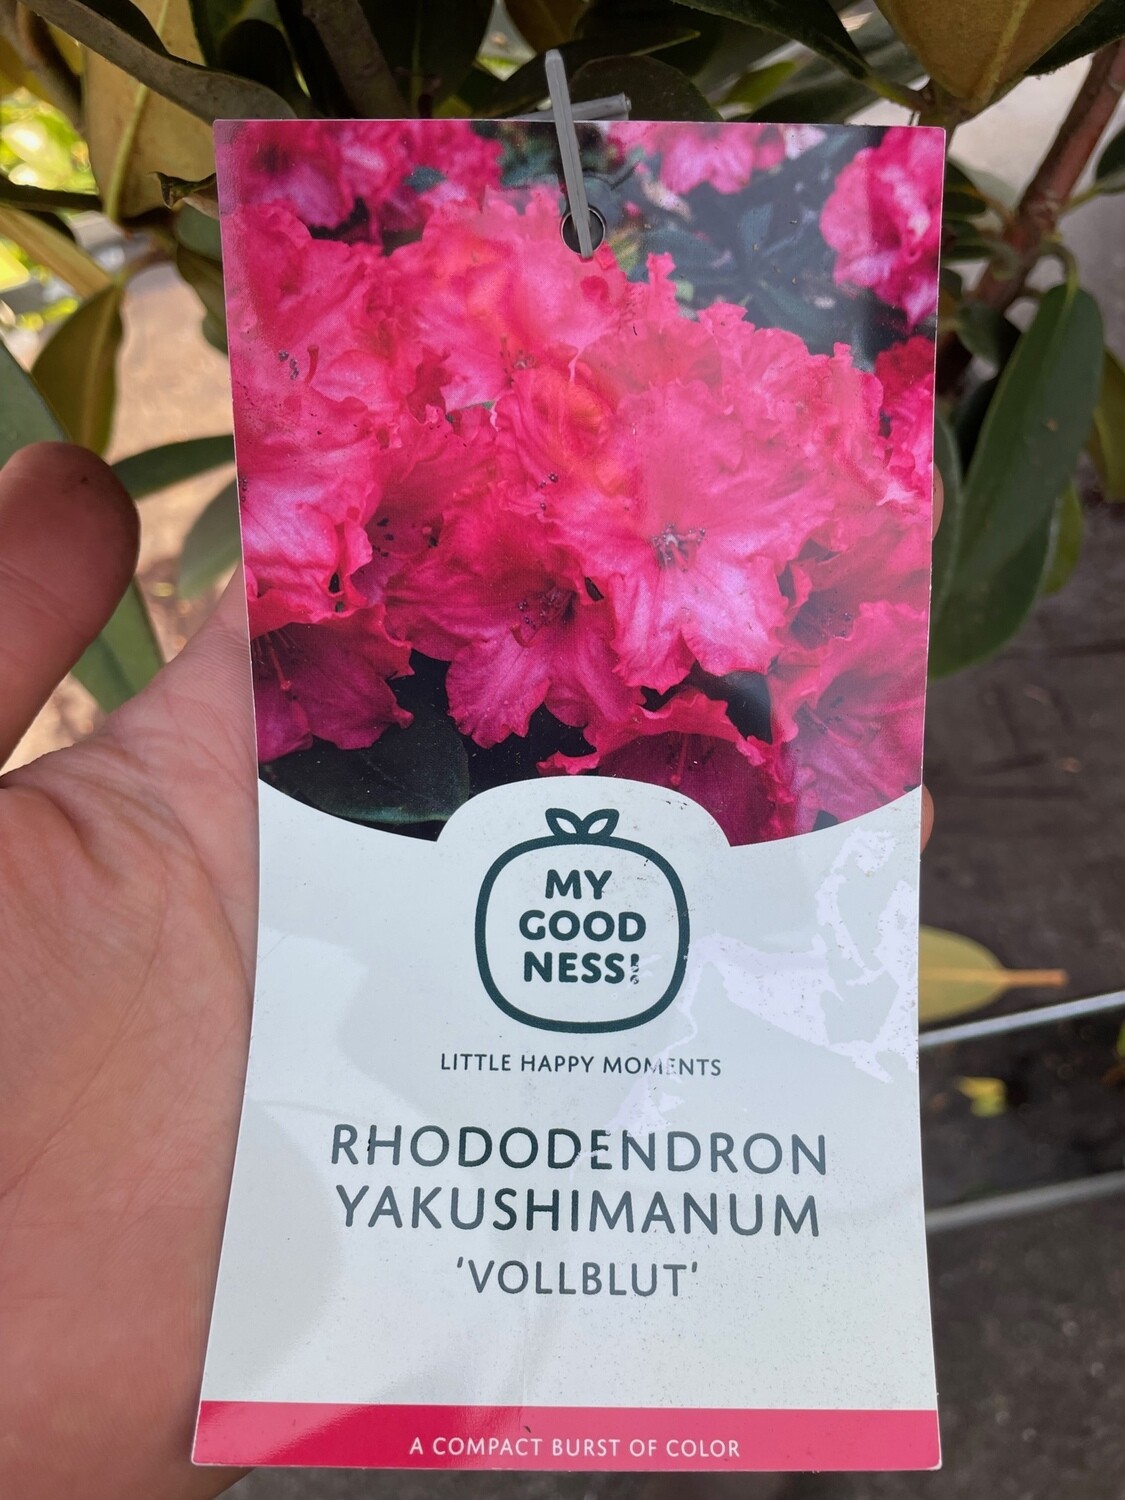 MY
GOOD
NESS!
LITTLE HAPPY MOMENTS
RHODODENDRON
YAKUSHIMANUM
'VOLLBLUT'
A COMPACT BURST OF COLOR